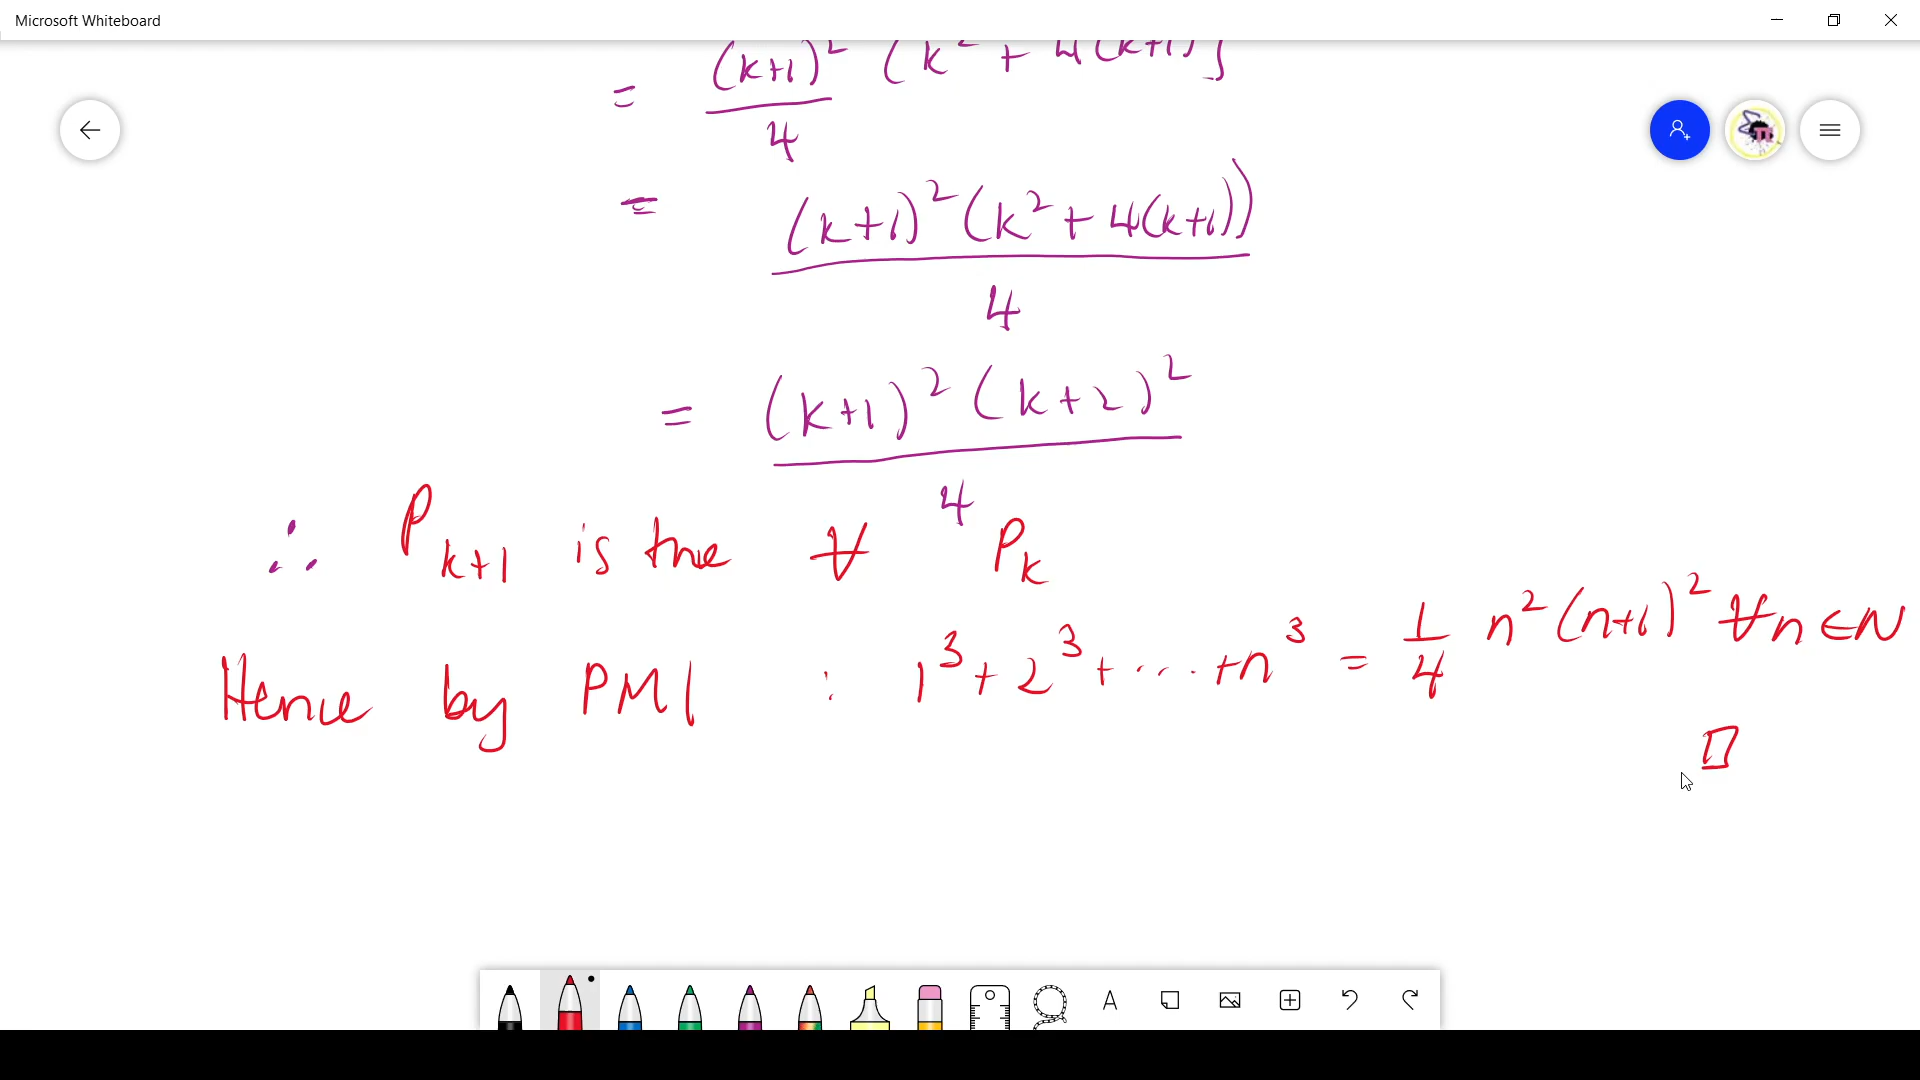 Microsoft Whiteboard
= (k+1)² (k² + 4(k+1)]
4
= (k+1)² (k² + 4(k+1))
4
= (k+1)² (k+2)²
4
∴ P_{k+1} is true ∀ P_k
Hence by PMI : 1³ + 2³ + ... + n³ = 1/4 n² (n+1)² ∀n ∈ N
□